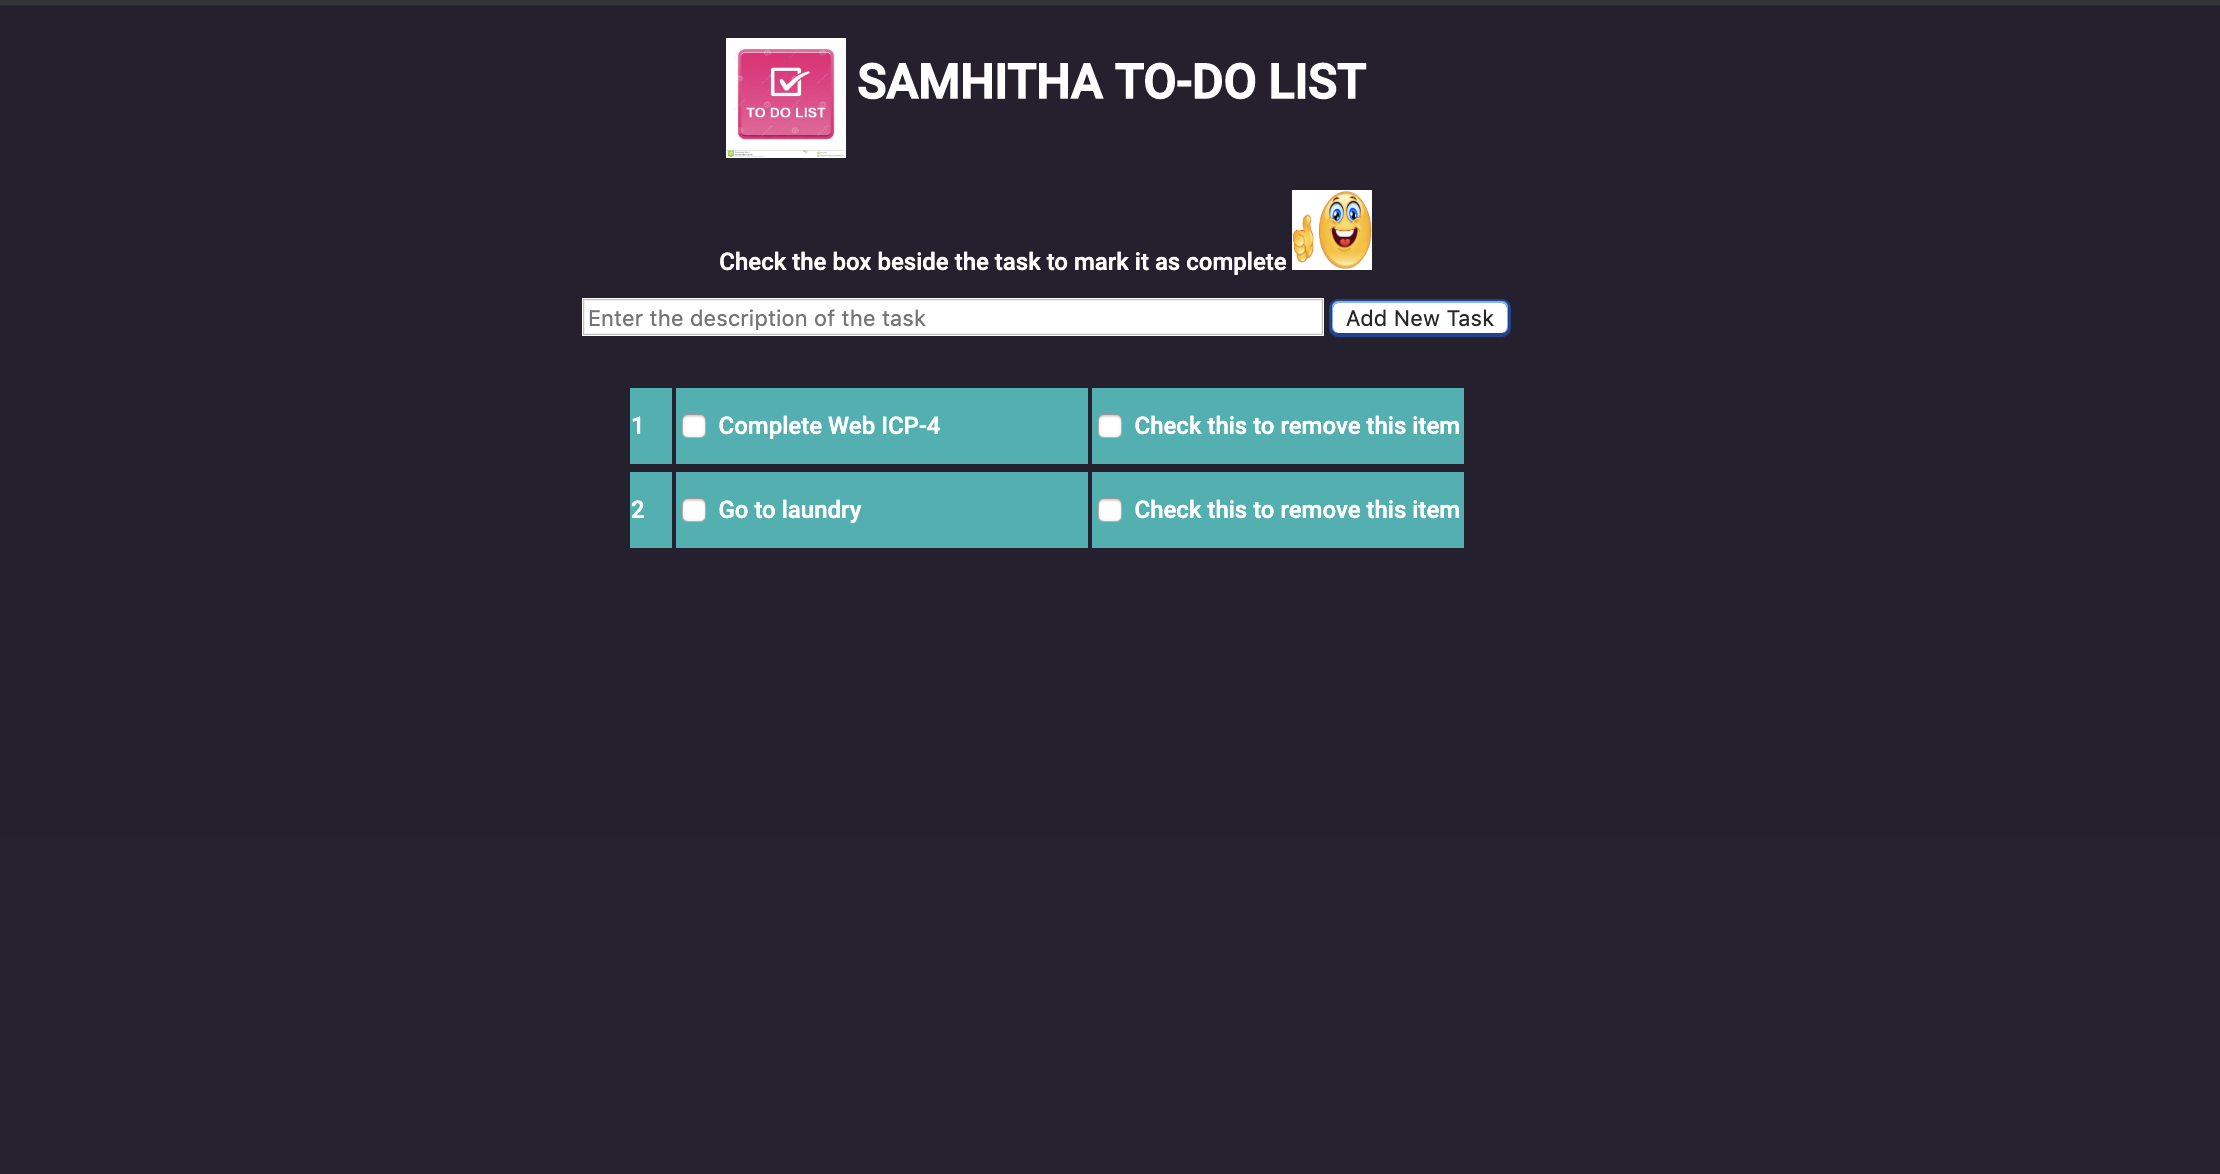 TO DO LIST
SAMHITHA TO-DO LIST
Check the box beside the task to mark it as complete
Enter the description of the task
Add New Task
1 Complete Web ICP-4 Check this to remove this item
2 Go to laundry Check this to remove this item